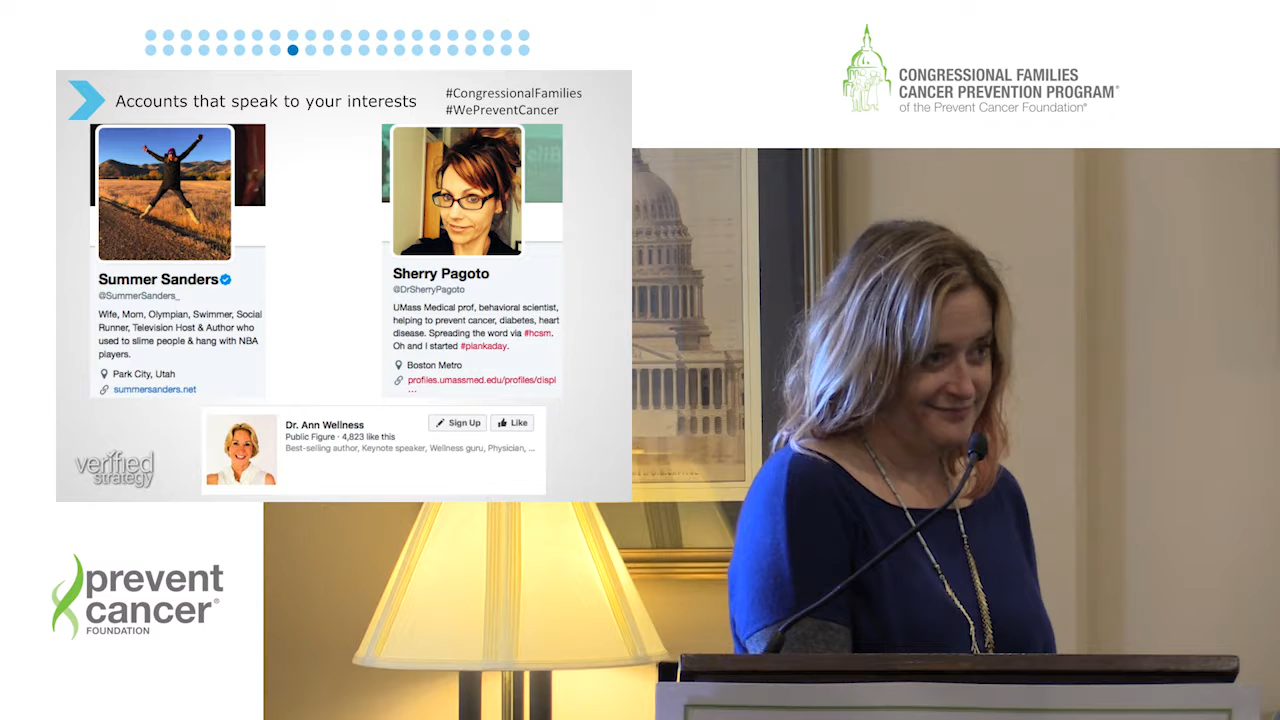 CONGRESSIONAL FAMILIES
CANCER PREVENTION PROGRAM®
of the Prevent Cancer Foundation®
Accounts that speak to your interests
#CongressionalFamilies
#WePreventCancer
Summer Sanders
@SummerSanders_
Wife, Mom, Olympian, Swimmer, Social
Runner, Television Host & Author who
used to slime people & hang with NBA
players.
Park City, Utah
summersanders.net
Sherry Pagoto
@DrSherryPagoto
UMass Medical prof, behavioral scientist,
helping to prevent cancer, diabetes, heart
disease. Spreading the word via #hcsm.
Oh and I started #plankaday.
Boston Metro
profiles.umassmed.edu/profiles/displ
...
Dr. Ann Wellness
Sign Up
Like
Public Figure · 4,823 like this
Best-selling author, Keynote speaker, Wellness guru, Physician, ...
verified
strategy
prevent
cancer®
FOUNDATION